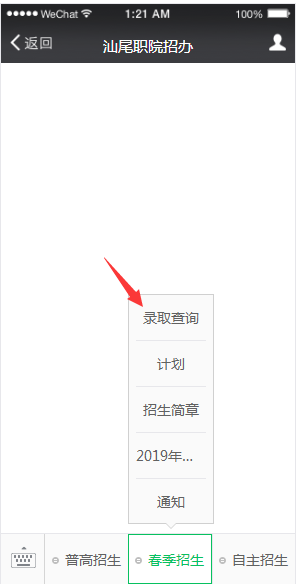 WeChat 1:21 AM 100%
返回 汕尾职院招办
录取查询
计划
招生简章
2019年...
通知
普高招生 春季招生 自主招生